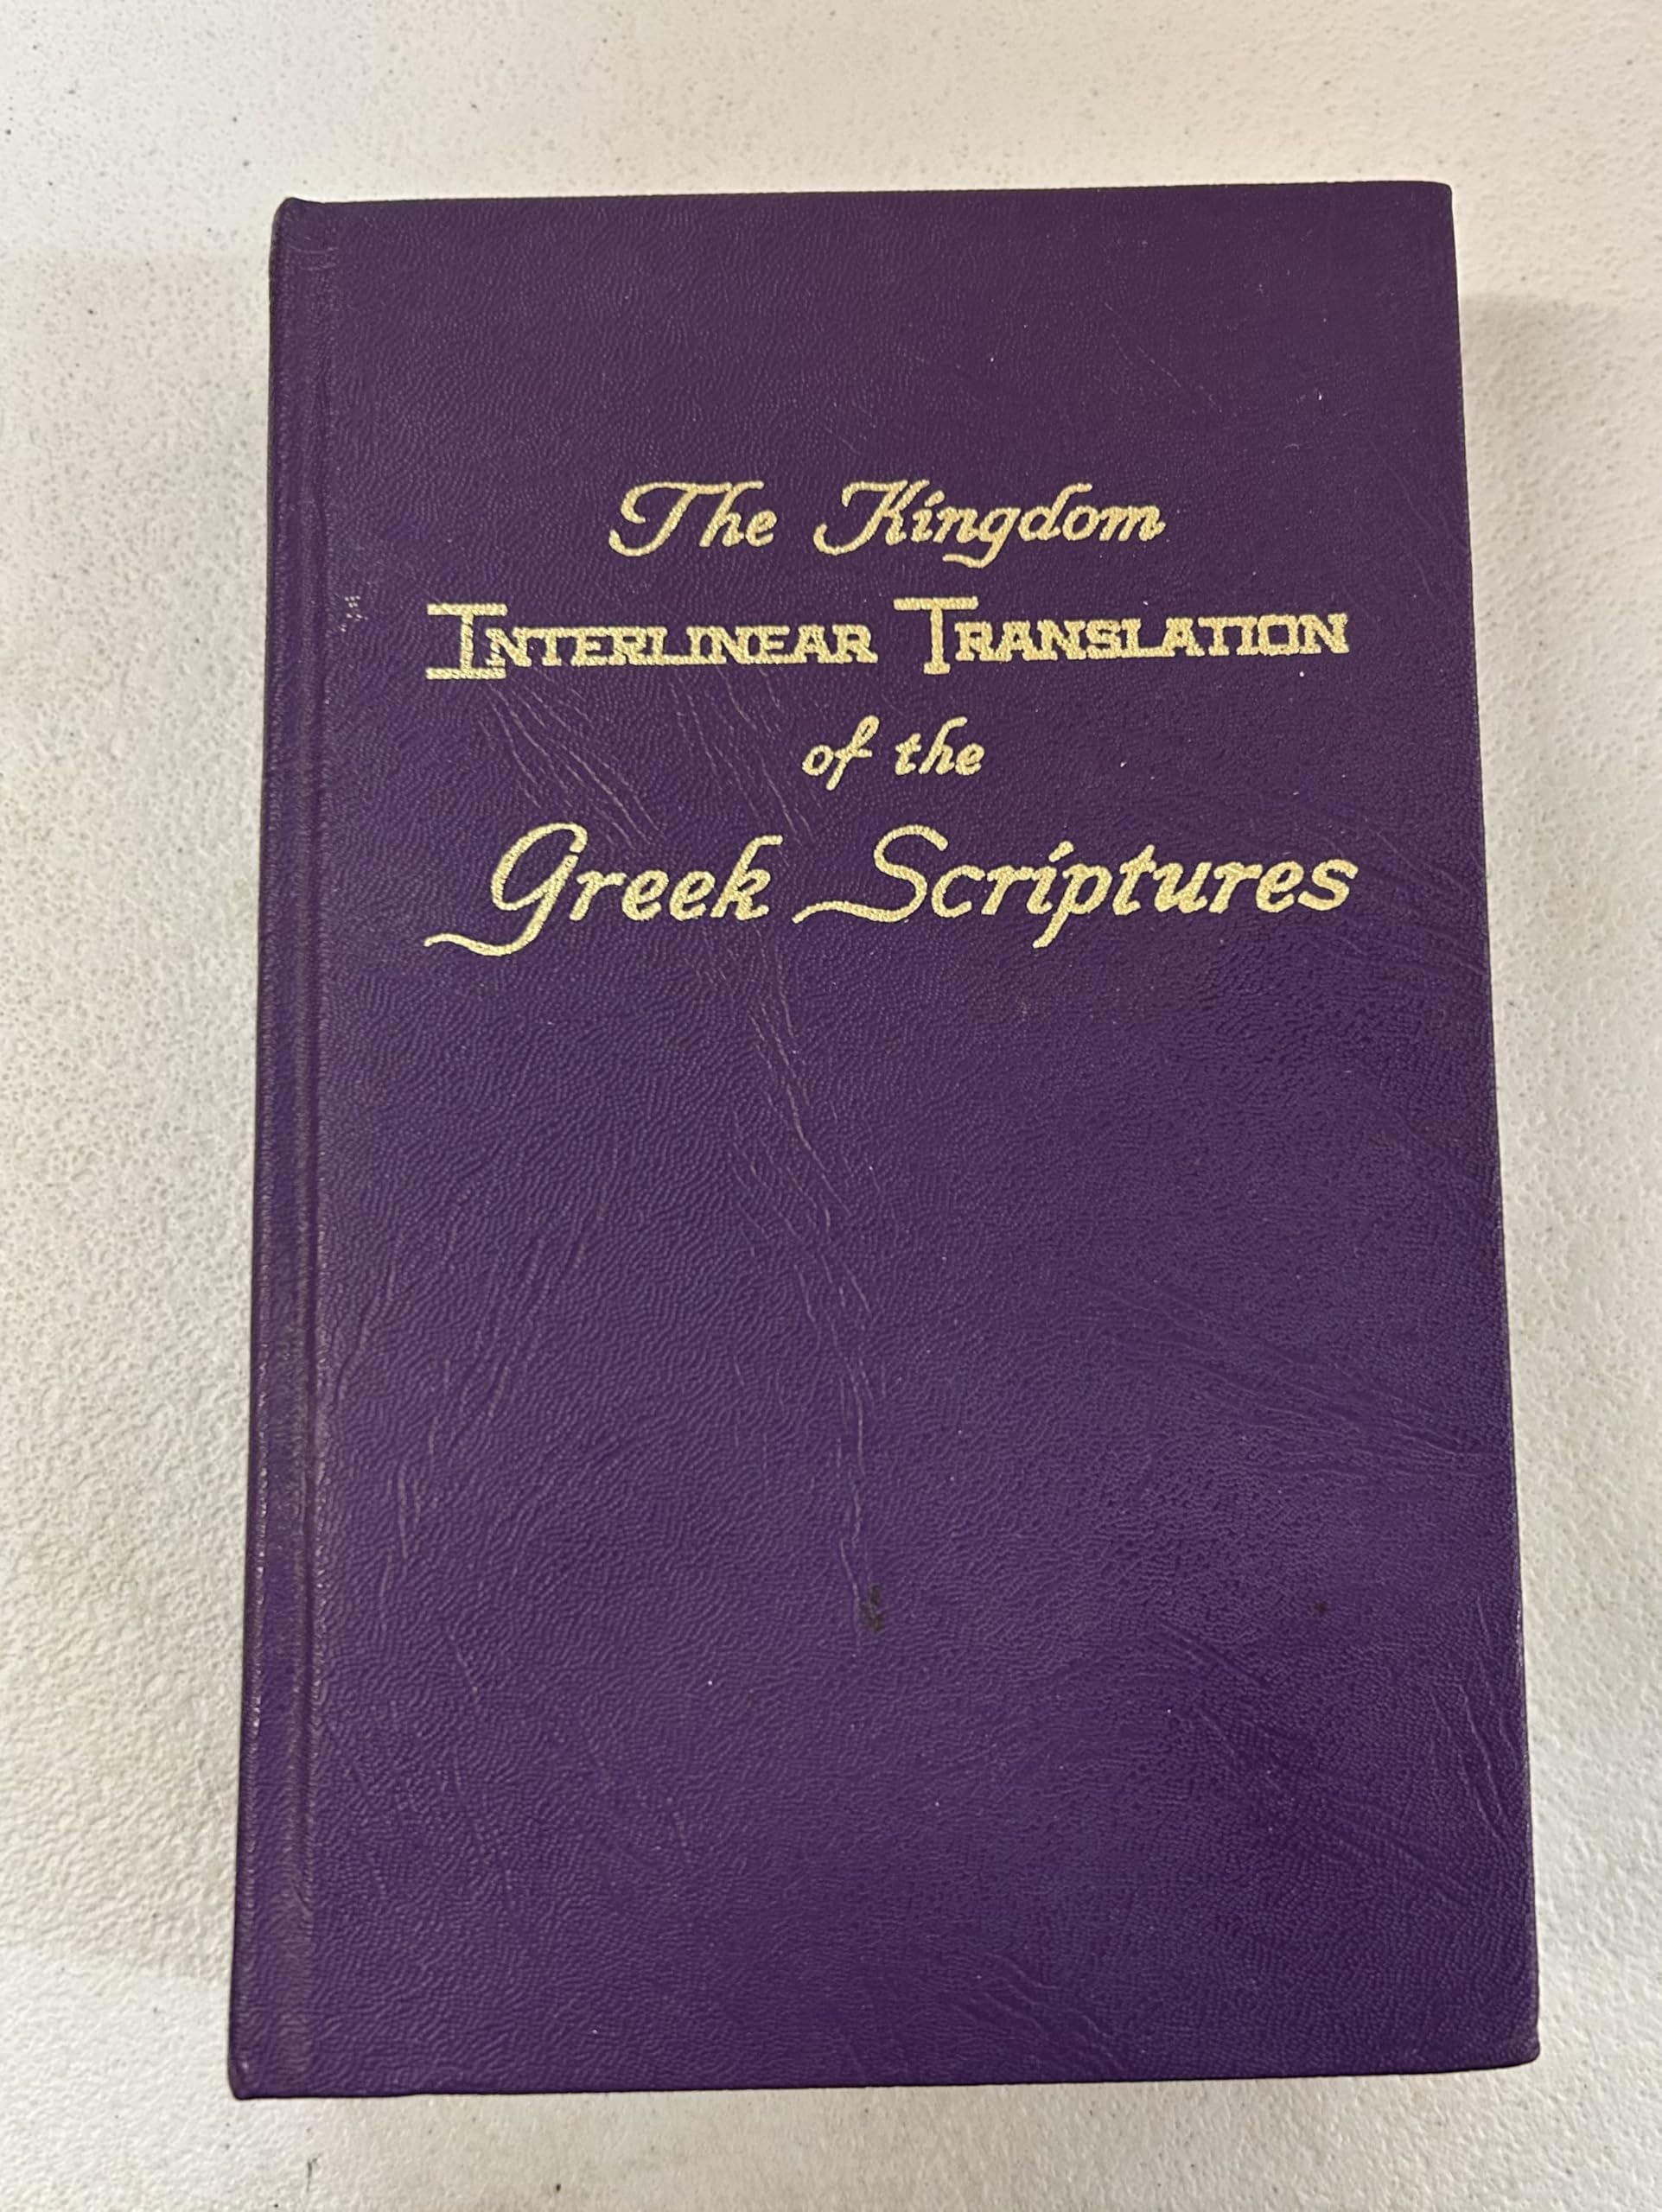 The Kingdom
INTERLINEAR TRANSLATION
of the
Greek Scriptures